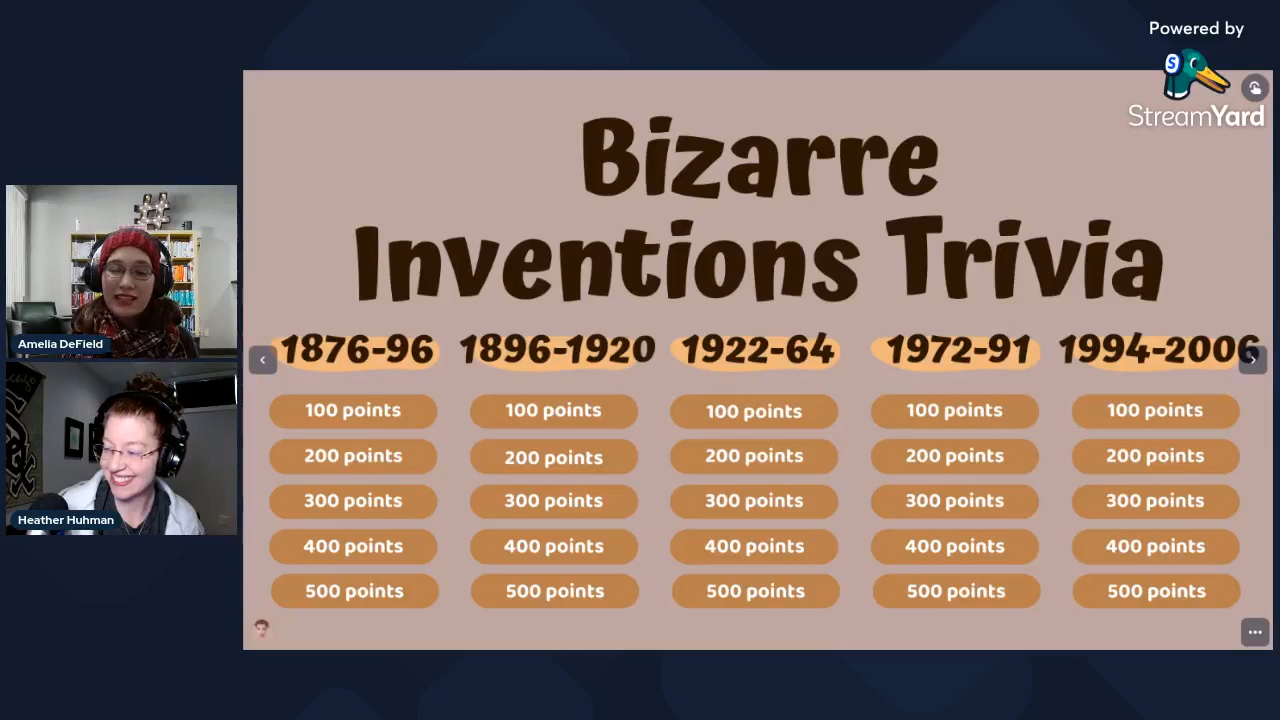 Powered by
StreamYard
Bizarre
Inventions Trivia
1876-96 1896-1920 1922-64 1972-91 1994-2006
100 points 100 points 100 points 100 points 100 points
200 points 200 points 200 points 200 points 200 points
300 points 300 points 300 points 300 points 300 points
400 points 400 points 400 points 400 points 400 points
500 points 500 points 500 points 500 points 500 points
Amelia DeField
Heather Huhman